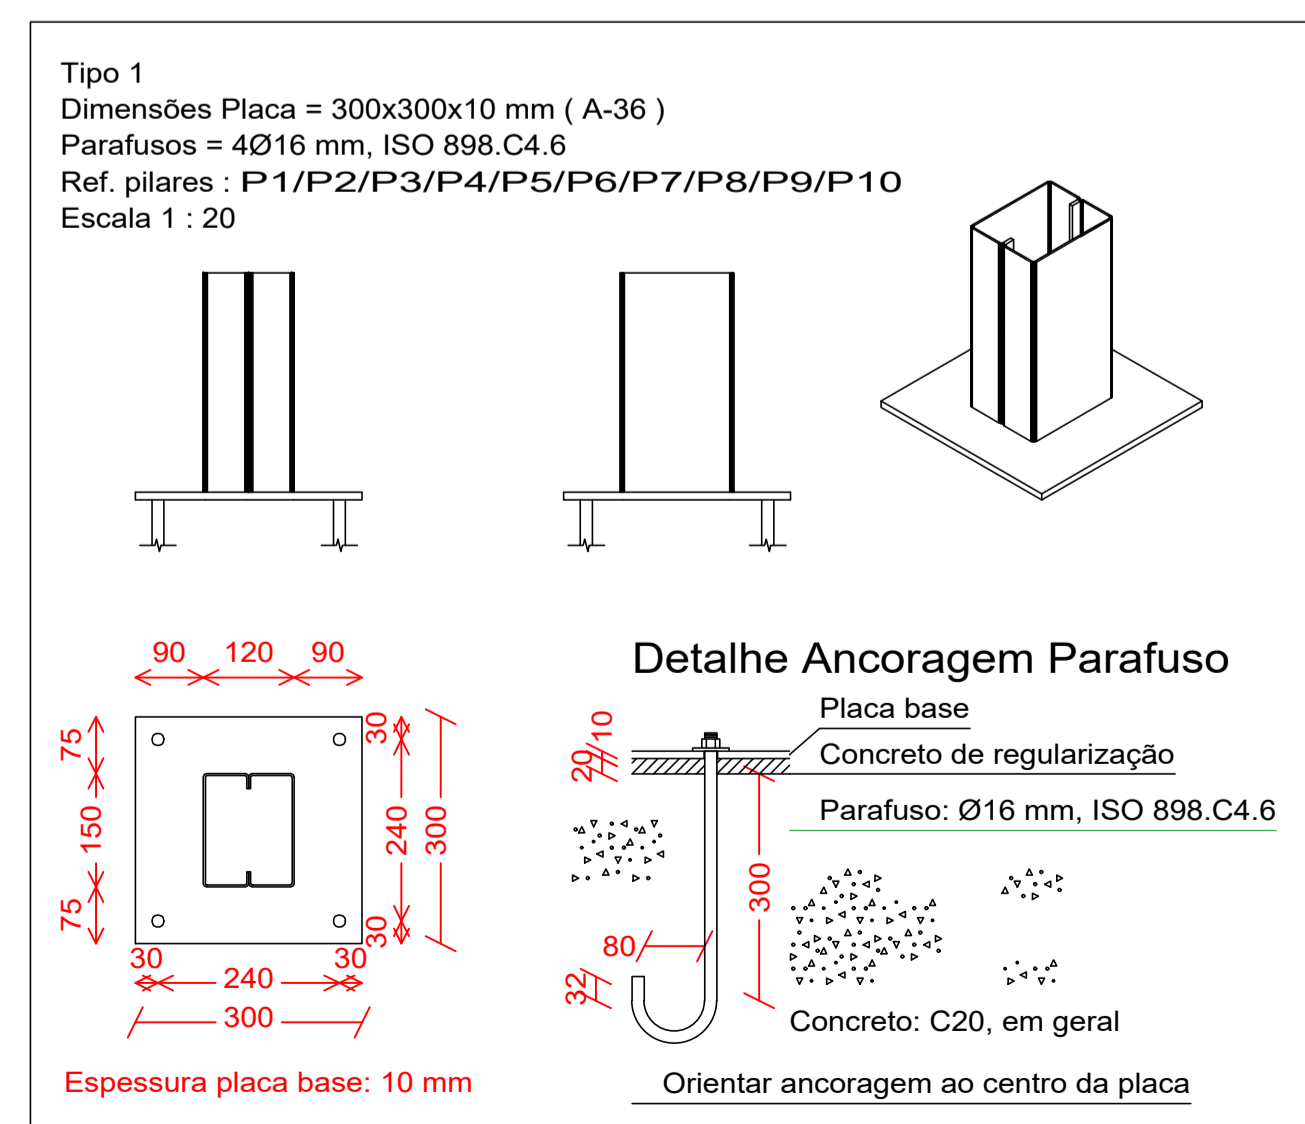 Tipo 1
Dimensões Placa = 300x300x10 mm ( A-36 )
Parafusos = 4Ø16 mm, ISO 898.C4.6
Ref. pilares : P1/P2/P3/P4/P5/P6/P7/P8/P9/P10
Escala 1 : 20
90 120 90
75
150
75
30
240
30
300
30 240 30
300
Espessura placa base: 10 mm
Detalhe Ancoragem Parafuso
Placa base
Concreto de regularização
Parafuso: Ø16 mm, ISO 898.C4.6
10
20
300
80
32
Concreto: C20, em geral
Orientar ancoragem ao centro da placa